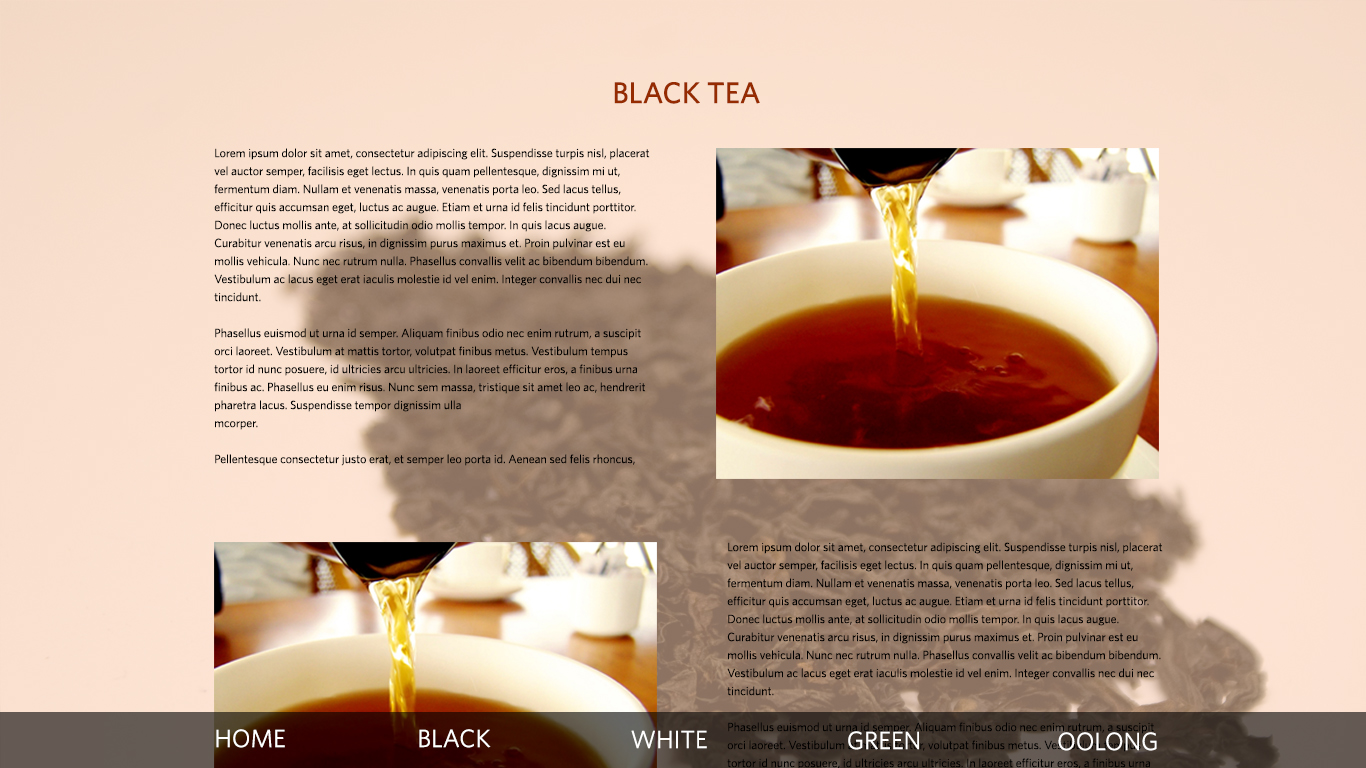 BLACK TEA
Lorem ipsum dolor sit amet, consectetur adipiscing elit. Suspendisse turpis nisl, placerat
vel auctor semper, facilisis eget lectus. In quis quam pellentesque, dignissim mi ut,
fermentum diam. Nullam et venenatis massa, venenatis porta leo. Sed lacus tellus,
efficitur quis accumsan eget, luctus ac augue. Etiam et urna id felis tincidunt porttitor.
Donec luctus mollis ante, at sollicitudin odio mollis tempor. In quis lacus augue.
Curabitur venenatis arcu risus, in dignissim purus maximus et. Proin pulvinar est eu
mollis vehicula. Nunc nec rutrum nulla. Phasellus convallis velit ac bibendum bibendum.
Vestibulum ac lacus eget erat iaculis molestie id vel enim. Integer convallis nec dui nec
tincidunt.
Phasellus euismod ut urna id semper. Aliquam finibus odio nec enim rutrum, a suscipit
orci laoreet. Vestibulum at mattis tortor, volutpat finibus metus. Vestibulum tempus
tortor id nunc posuere, id ultricies arcu ultricies. In laoreet efficitur eros, a finibus urna
finibus ac. Phasellus eu enim risus. Nunc sem massa, tristique sit amet leo ac, hendrerit
pharetra lacus. Suspendisse tempor dignissim ulla
mcorper.
Pellentesque consectetur justo erat, et semper leo porta id. Aenean sed felis rhoncus,
Lorem ipsum dolor sit amet, consectetur adipiscing elit. Suspendisse turpis nisl, placerat
vel auctor semper, facilisis eget lectus. In quis quam pellentesque, dignissim mi ut,
fermentum diam. Nullam et venenatis massa, venenatis porta leo. Sed lacus tellus,
efficitur quis accumsan eget, luctus ac augue. Etiam et urna id felis tincidunt porttitor.
Donec luctus mollis ante, at sollicitudin odio mollis tempor. In quis lacus augue.
Curabitur venenatis arcu risus, in dignissim purus maximus et. Proin pulvinar est eu
mollis vehicula. Nunc nec rutrum nulla. Phasellus convallis velit ac bibendum bibendum.
Vestibulum ac lacus eget erat iaculis molestie id vel enim. Integer convallis nec dui nec
tincidunt.
Phasellus euismod ut urna id semper. Aliquam finibus odio nec enim rutrum, a suscipit
orci laoreet. Vestibulum volutpat finibus metus.
tortor id nunc posuere, id ultricies arcu ultricies. In laoreet efficitur eros, a finibus urna
HOME BLACK WHITE GREEN OOLONG